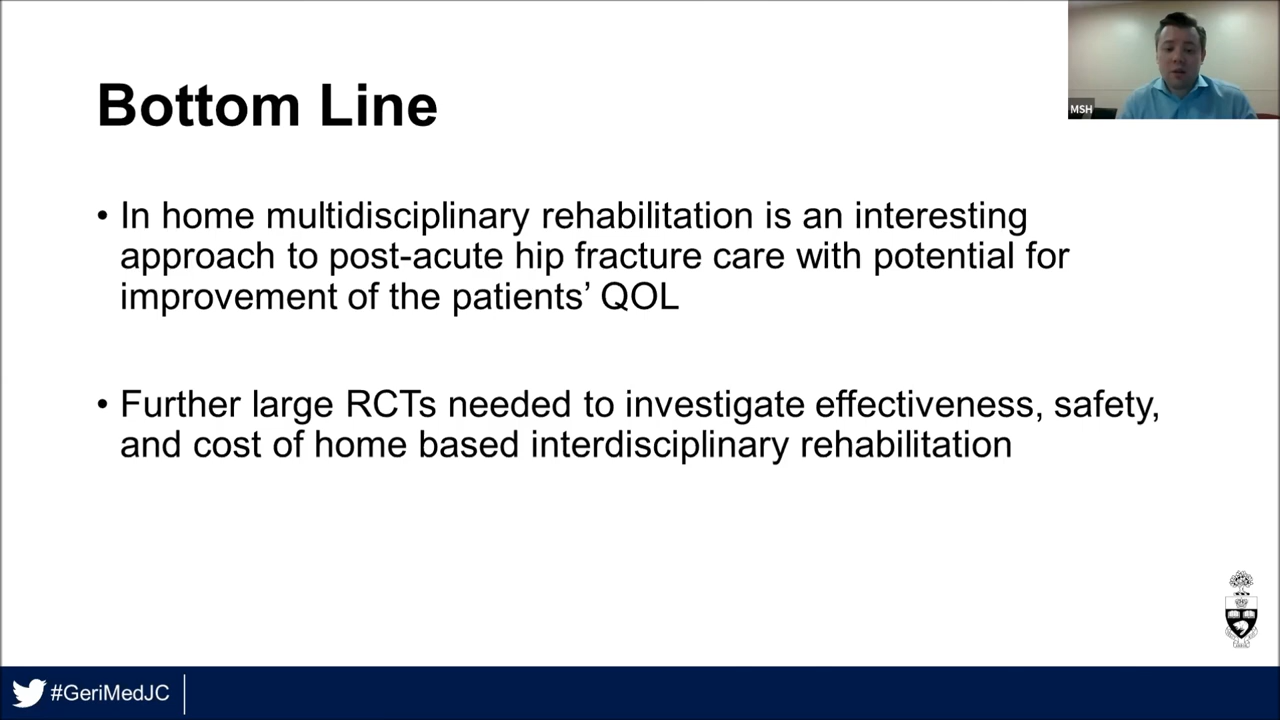 MSH
Bottom Line
• In home multidisciplinary rehabilitation is an interesting
approach to post-acute hip fracture care with potential for
improvement of the patients’ QOL
• Further large RCTs needed to investigate effectiveness, safety,
and cost of home based interdisciplinary rehabilitation
#GeriMedJC